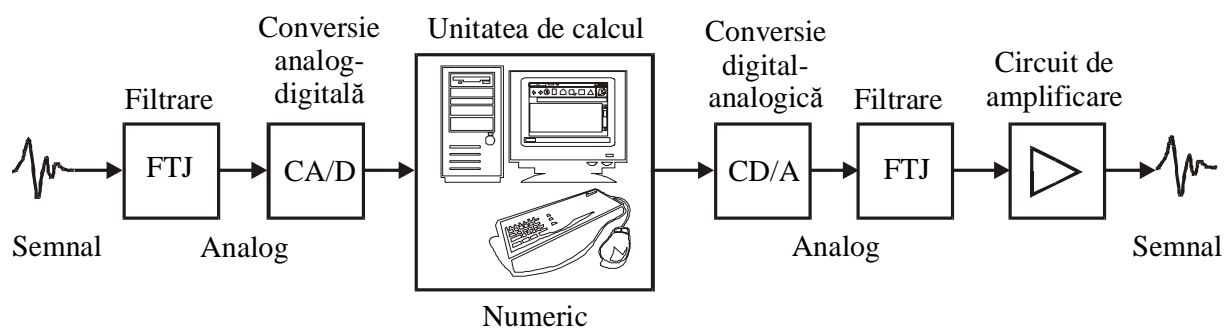 Conversie
analog-
digitală
Unitatea de calcul
Conversie
digital-
analogică
Circuit de
amplificare
Filtrare
Filtrare
FTJ
CA/D
CD/A
FTJ
Semnal
Analog
Analog
Semnal
Numeric